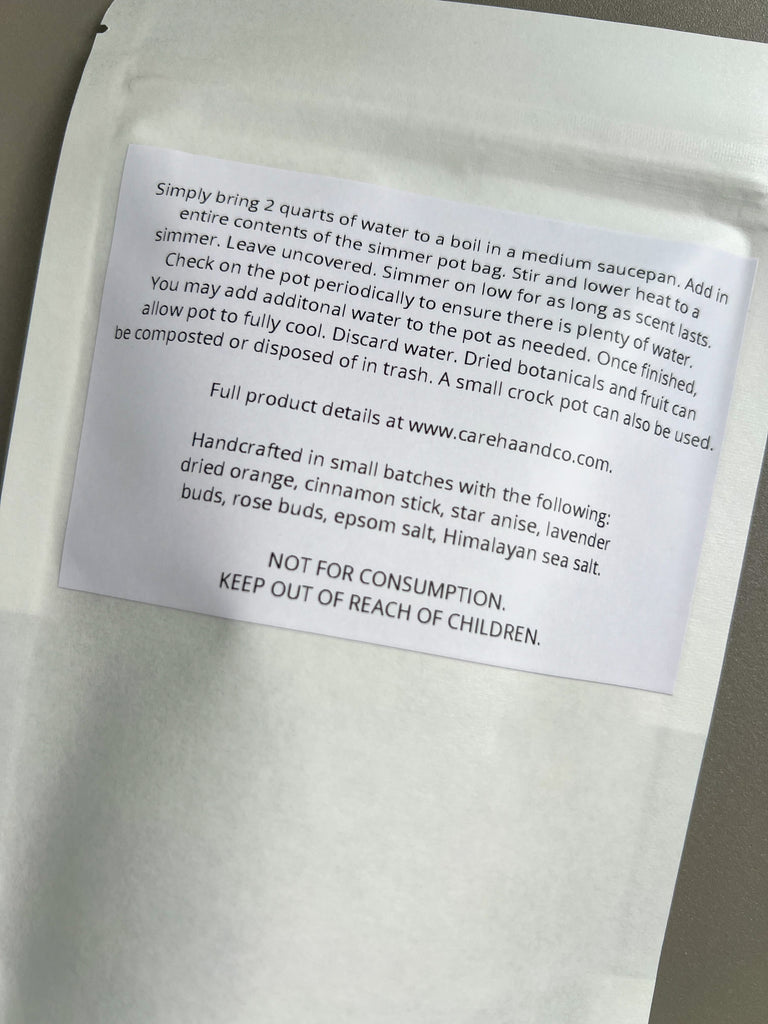 Simply bring 2 quarts of water to a boil in a medium saucepan. Add in
entire contents of the simmer pot bag. Stir and lower heat to a
simmer. Leave uncovered. Simmer on low for as long as scent lasts.
Check on the pot periodically to ensure there is plenty of water.
You may add additonal water to the pot as needed. Once finished,
allow pot to fully cool. Discard water. Dried botanicals and fruit can
be composted or disposed of in trash. A small crock pot can also be used.
Full product details at www.carehaandco.com.
Handcrafted in small batches with the following:
dried orange, cinnamon stick, star anise, lavender
buds, rose buds, epsom salt, Himalayan sea salt.
NOT FOR CONSUMPTION.
KEEP OUT OF REACH OF CHILDREN.